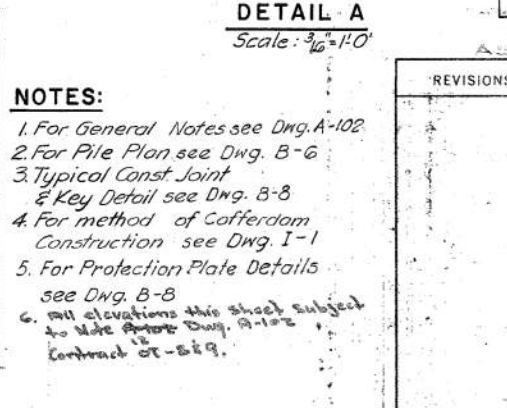 DETAIL A
Scale: 3/16"=1'-0"
REVISIONS
NOTES:
1. For General Notes see Dwg. A-102
2. For Pile Plan see Dwg. B-6
3. Typical Const. Joint
& Key Detail see Dwg. B-8
4. For method of Cofferdam
Construction see Dwg. I-1
5. For Protection Plate Details
see Dwg. B-8
6. All elevations this Sheet Subject
to Note Dwg. A-102
Contract OT-889.